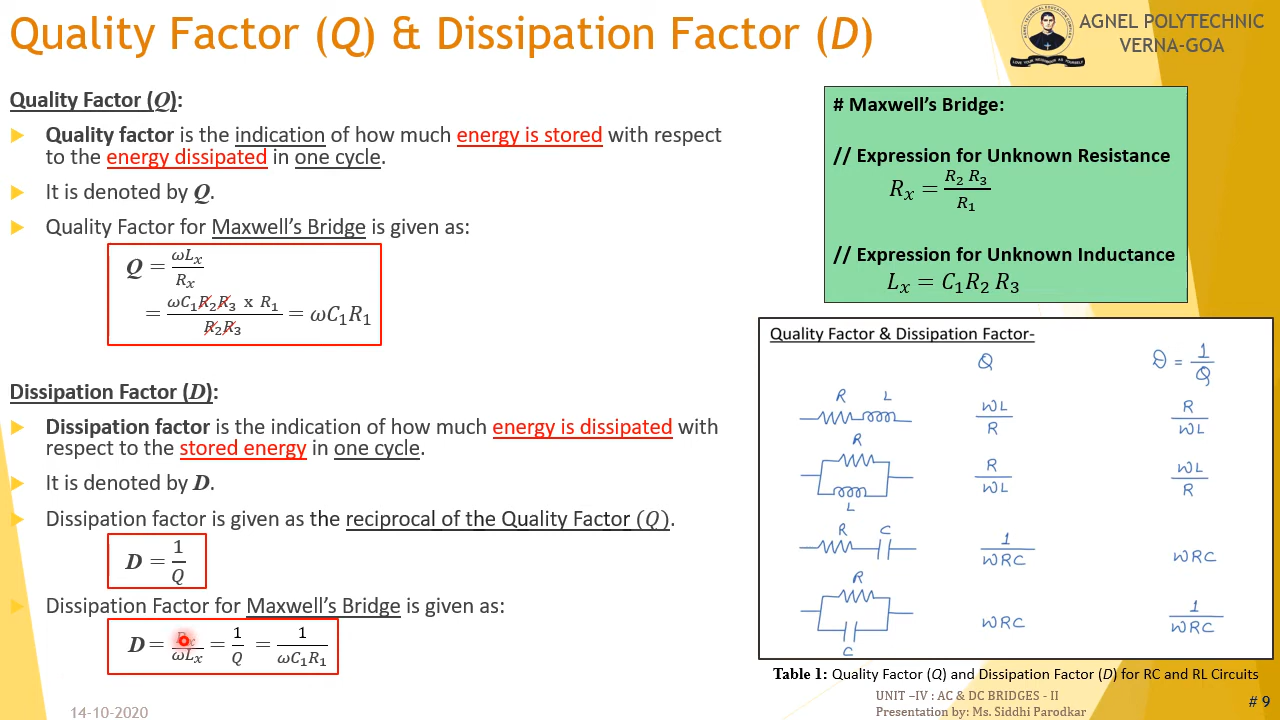 Quality Factor (Q) & Dissipation Factor (D)
AGNEL POLYTECHNIC
VERNA-GOA
Quality Factor (Q):
Quality factor is the indication of how much energy is stored with respect
to the energy dissipated in one cycle.
It is denoted by Q.
Quality Factor for Maxwell's Bridge is given as:
Q = ωLₓ / Rₓ
= ωC₁R₂R₃ x R₁ / R₂R₃ = ωC₁R₁
Dissipation Factor (D):
Dissipation factor is the indication of how much energy is dissipated with
respect to the stored energy in one cycle.
It is denoted by D.
Dissipation factor is given as the reciprocal of the Quality Factor (Q).
D = 1 / Q
Dissipation Factor for Maxwell's Bridge is given as:
D = / ωLₓ = 1 / Q = 1 / ωC₁R₁
# Maxwell's Bridge:
// Expression for Unknown Resistance
Rₓ = R₂ R₃ / R₁
// Expression for Unknown Inductance
Lₓ = C₁R₂ R₃
Quality Factor & Dissipation Factor-
Q D = 1 / Q
R L ωL / R R / ωL
R L R / ωL ωL / R
R C 1 / ωRC ωRC
R C ωRC 1 / ωRC
Table 1: Quality Factor (Q) and Dissipation Factor (D) for RC and RL Circuits
UNIT –IV : AC & DC BRIDGES - II
Presentation by: Ms. Siddhi Parodkar
# 9
14-10-2020